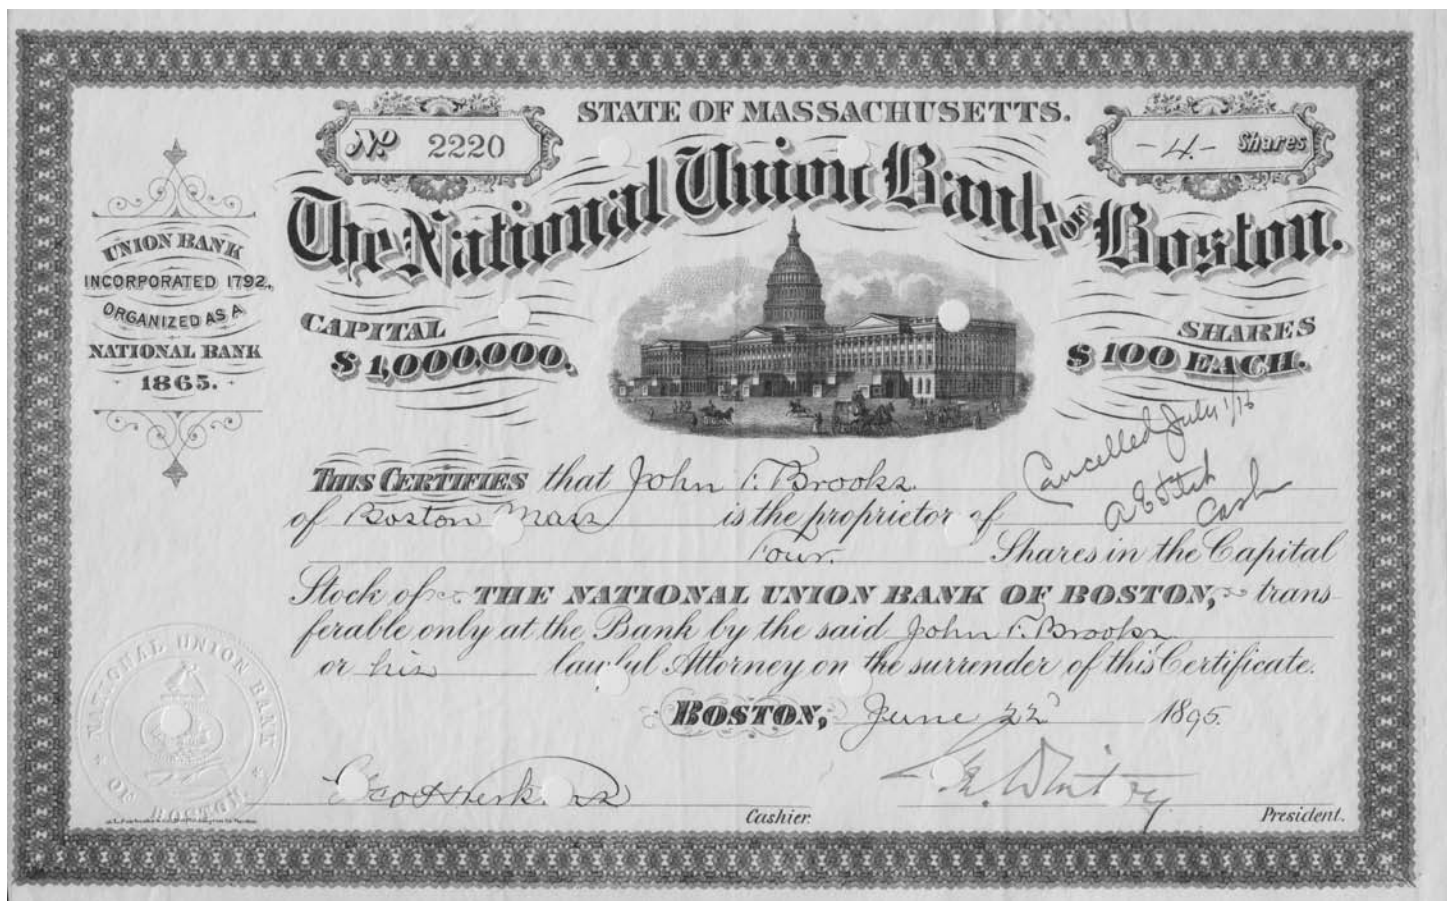 STATE OF MASSACHUSETTS.
No. 2220
-4.- Shares
The National Union Bank OF Boston.
UNION BANK
INCORPORATED 1792,
ORGANIZED AS A
NATIONAL BANK
1865.
CAPITAL
$1,000,000.
SHARES
$100 EACH.
Cancelled July 1/16
Cash
THIS CERTIFIES that John F. Brooks
of Boston Mass is the proprietor of
Four. Shares in the Capital
Stock of THE NATIONAL UNION BANK OF BOSTON, trans-
ferable only at the Bank by the said John F. Brooks
or his lawful Attorney on the surrender of this Certificate.
BOSTON, June 22 1895.
NATIONAL UNION BANK
OF BOSTON
Cashier.
President.